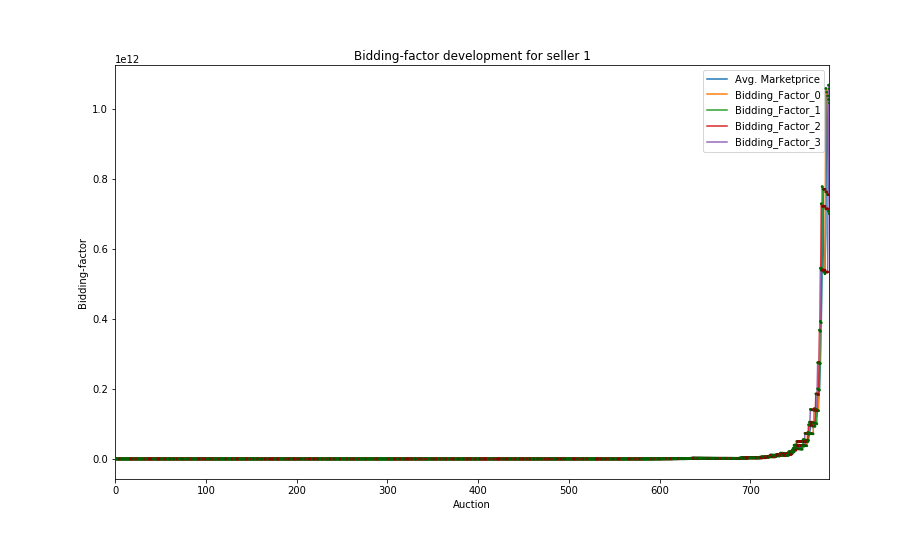 Bidding-factor development for seller 1
1e12
Avg. Marketprice
Bidding_Factor_0
Bidding_Factor_1
Bidding_Factor_2
Bidding_Factor_3
1.0
0.8
0.6
0.4
0.2
0.0
Bidding-factor
0 100 200 300 400 500 600 700
Auction